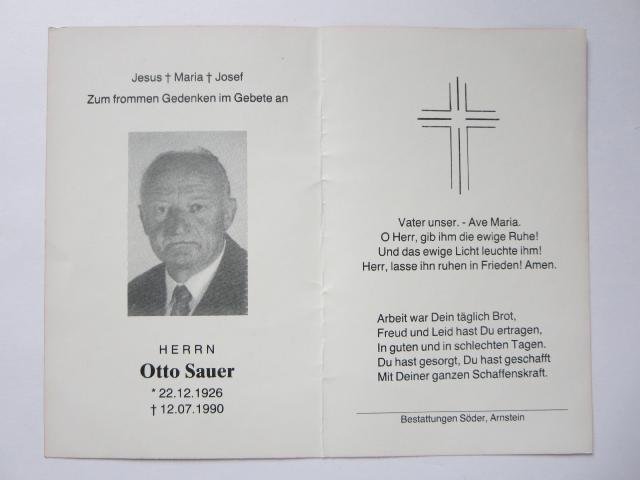 Jesus † Maria † Josef
Zum frommen Gedenken im Gebete an
HERRN
Otto Sauer
* 22.12.1926
† 12.07.1990
Vater unser. - Ave Maria.
O Herr, gib ihm die ewige Ruhe!
Und das ewige Licht leuchte ihm!
Herr, lasse ihn ruhen in Frieden! Amen.
Arbeit war Dein täglich Brot,
Freud und Leid hast Du ertragen,
In guten und in schlechten Tagen.
Du hast gesorgt, Du hast geschafft
Mit Deiner ganzen Schaffenskraft.
Bestattungen Söder, Arnstein